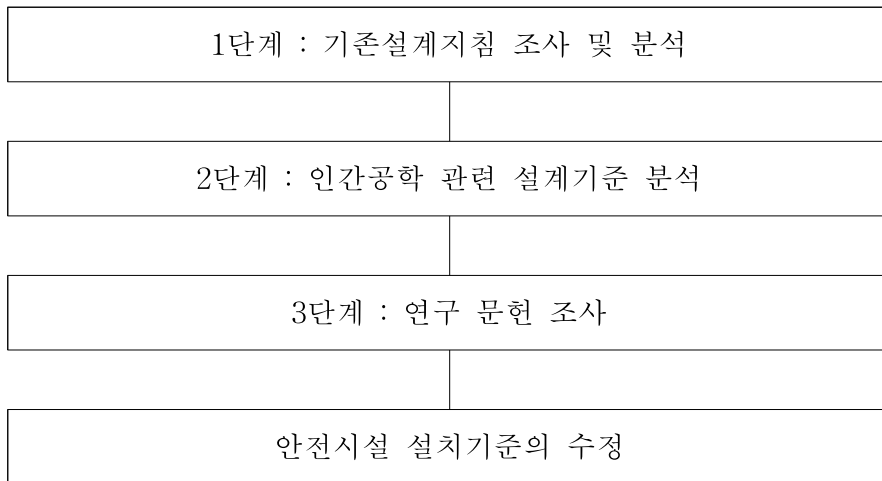 1단계 : 기존설계지침 조사 및 분석
2단계 : 인간공학 관련 설계기준 분석
3단계 : 연구 문헌 조사
안전시설 설치기준의 수정